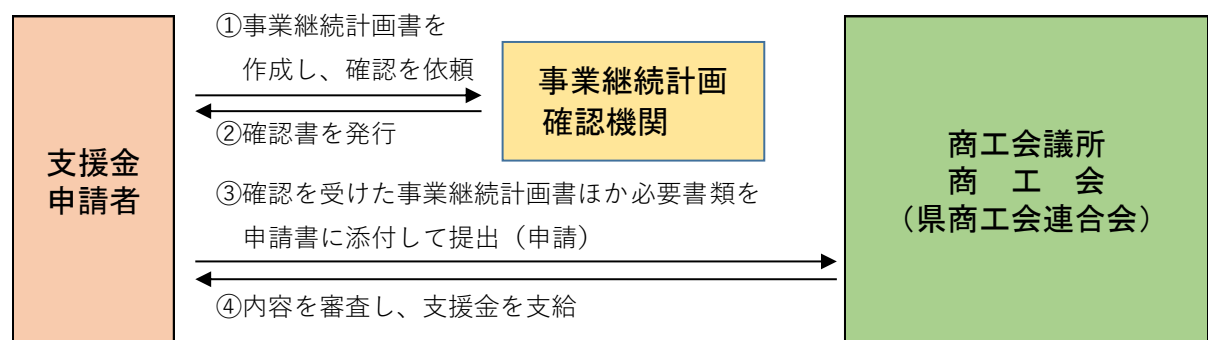 ①事業継続計画書を
作成し、確認を依頼
事業継続計画
確認機関
②確認書を発行
支援金
申請者
③確認を受けた事業継続計画書ほか必要書類を
申請書に添付して提出（申請）
④内容を審査し、支援金を支給
商工会議所
商　工　会
（県商工会連合会）